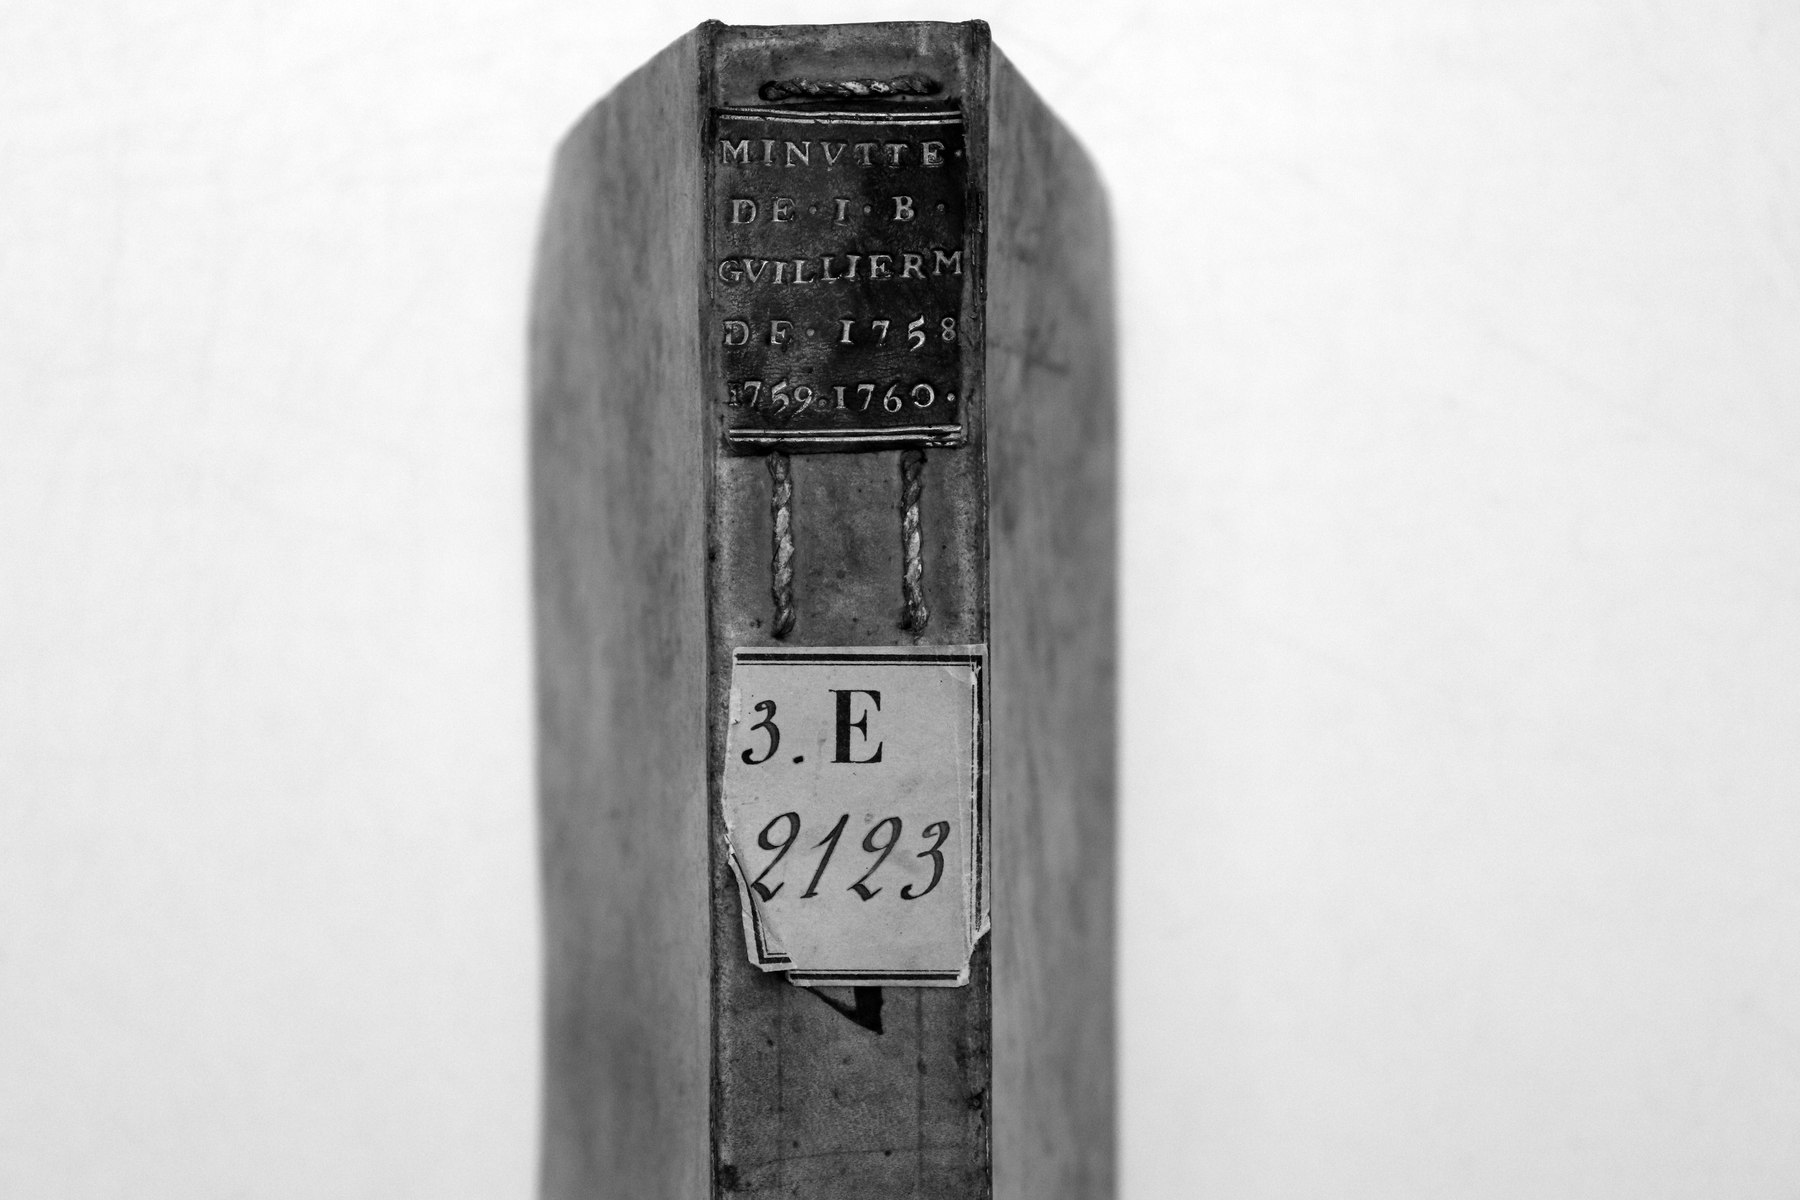 MINVTTE·
DE·I·B·
GVILLIERM
DE·1758
1759·1760·
3. E
2123